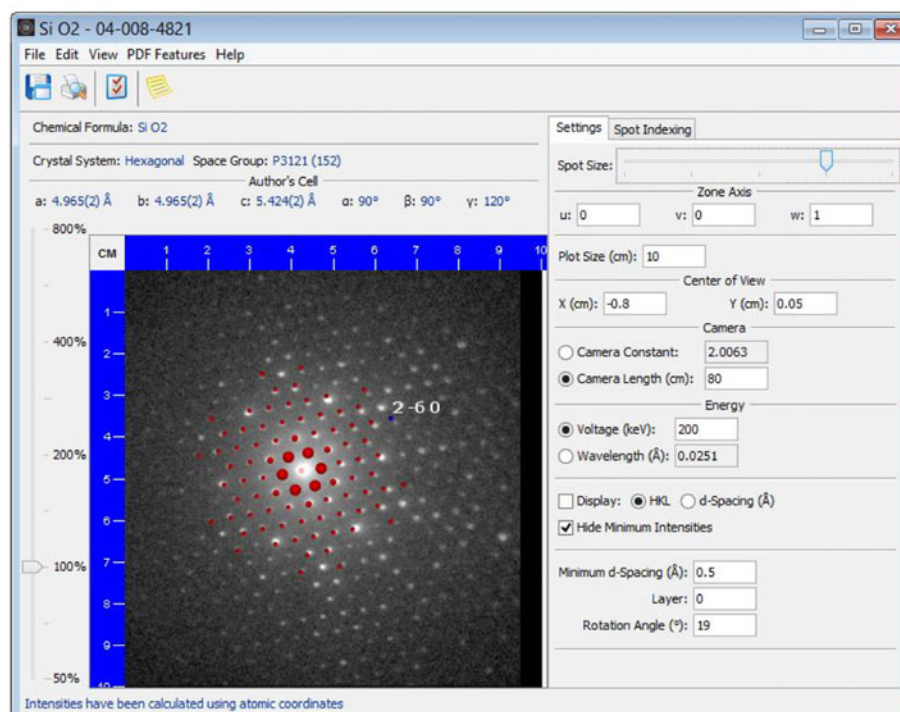 Si O2 - 04-008-4821
File Edit View PDF Features Help
Chemical Formula: Si O2
Crystal System: Hexagonal Space Group: P3121 (152)
Author's Cell
a: 4.965(2) Å b: 4.965(2) Å c: 5.424(2) Å α: 90° β: 90° γ: 120°
800%
400%
200%
100%
50%
CM 1 2 3 4 5 6 7 8 9 10
1
2
3
4
5
6
7
8
9
10
2 -6 0
Settings Spot Indexing
Spot Size:
Zone Axis
u: 0 v: 0 w: 1
Plot Size (cm): 10
Center of View
X (cm): -0.8 Y (cm): 0.05
Camera
Camera Constant: 2.0063
Camera Length (cm): 80
Energy
Voltage (keV): 200
Wavelength (Å): 0.0251
Display: HKL d-Spacing (Å)
Hide Minimum Intensities
Minimum d-Spacing (Å): 0.5
Layer: 0
Rotation Angle (°): 19
Intensities have been calculated using atomic coordinates